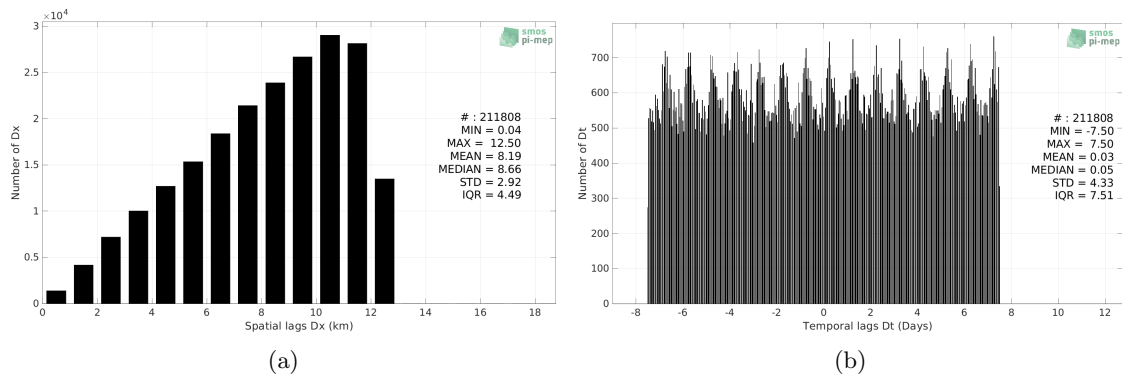 ×10⁴
3
2.5
2
1.5
1
0.5
0
Number of Dx
0 2 4 6 8 10 12 14 16 18
Spatial lags Dx (km)
smos
pi-mep
# : 211808
MIN = 0.04
MAX = 12.50
MEAN = 8.19
MEDIAN = 8.66
STD = 2.92
IQR = 4.49
(a)
700
600
500
400
300
200
100
0
Number of Dt
-8 -6 -4 -2 0 2 4 6 8 10 12
Temporal lags Dt (Days)
smos
pi-mep
# : 211808
MIN = -7.50
MAX = 7.50
MEAN = 0.03
MEDIAN = 0.05
STD = 4.33
IQR = 7.51
(b)